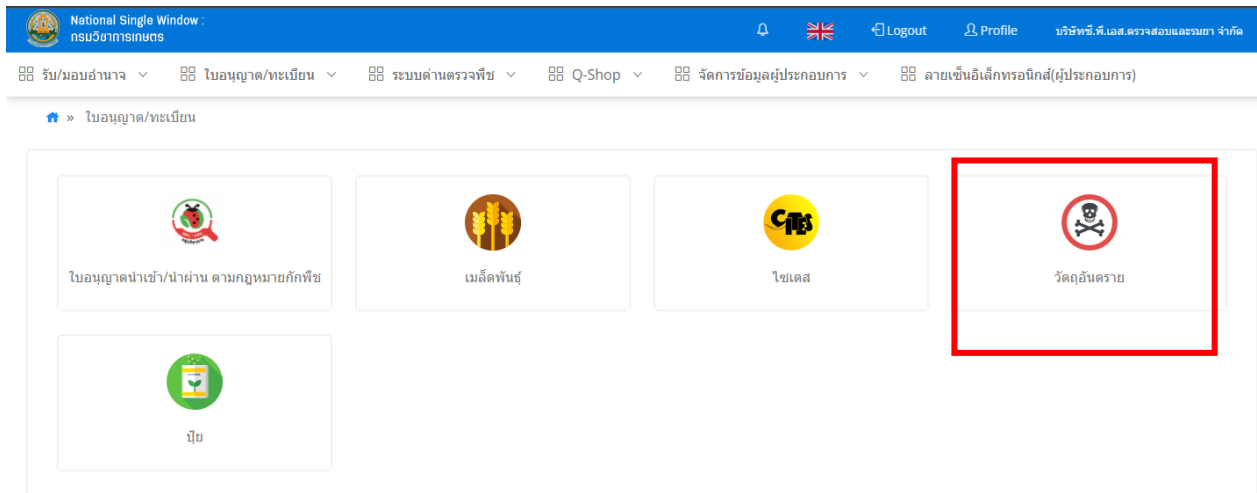 National Single Window :
กรมวิชาการเกษตร
Logout
Profile
บริษัททซี.พี.เอส.ตรวจสอบและรมยา จำกัด
รับ/มอบอำนาจ
ใบอนุญาต/ทะเบียน
ระบบด่านตรวจพืช
Q-Shop
จัดการข้อมูลผู้ประกอบการ
ลายเซ็นอิเล็กทรอนิกส์(ผู้ประกอบการ)
» ใบอนุญาต/ทะเบียน
ใบอนุญาตนำเข้า/นำผ่าน ตามกฎหมายกักพืช
เมล็ดพันธุ์
CITES
ไซเตส
วัตถุอันตราย
ปุ๋ย